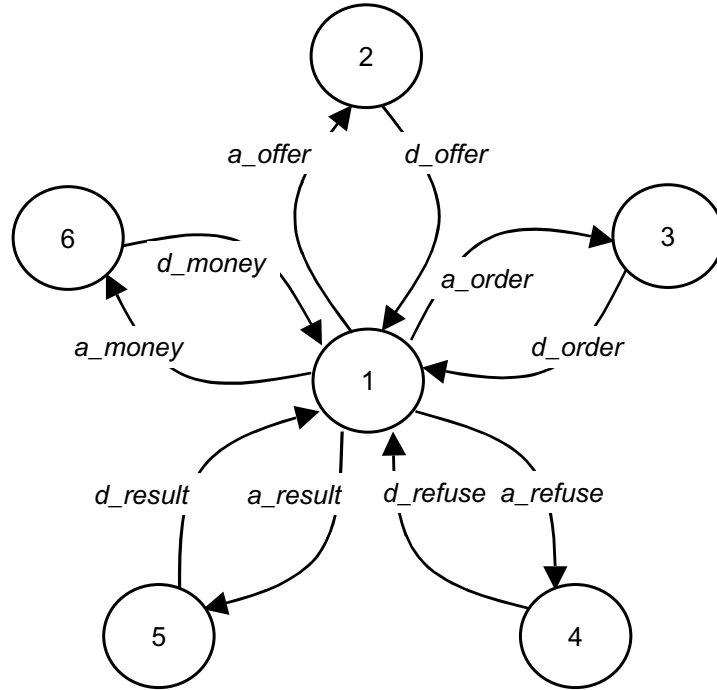 2
a_offer
d_offer
6
3
d_money
a_order
a_money
d_order
1
d_result
a_result
d_refuse
a_refuse
5
4